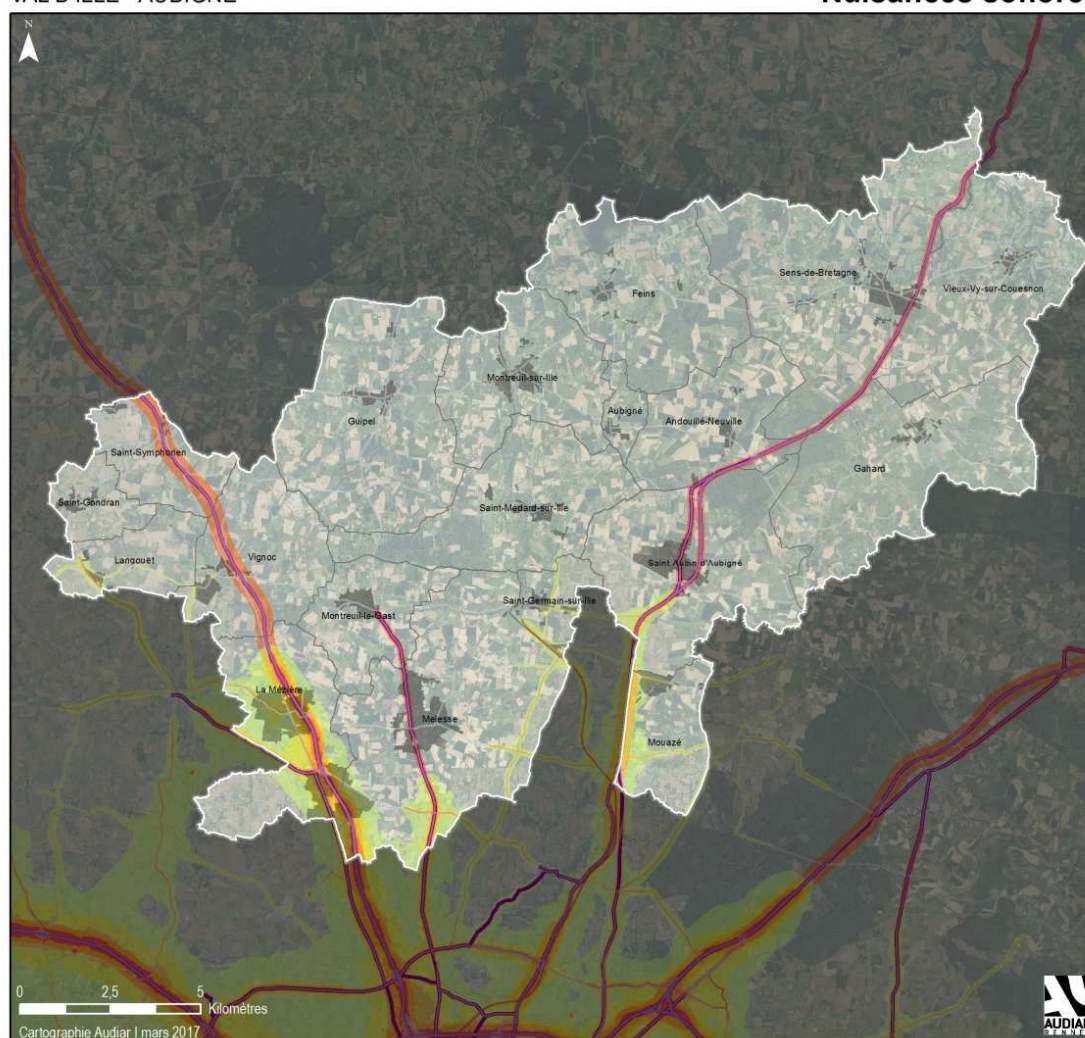 VAL D'ILLE - AUBIGNÉ
Nuisances sonores
N
Sens-de-Bretagne
Vieux-Vy-sur-Couesnon
Feins
Montreuil-sur-Ille
Guipel
Aubigné
Andouillé-Neuville
Saint-Symphorien
Gahard
Saint-Gondran
Saint-Médard-sur-Ille
Langouët
Vignoc
Saint Aubin d'Aubigné
Saint-Germain-sur-Ille
Montreuil-le-Gast
La Mézière
Melesse
Mouazé
0 2,5 5
Kilomètres
Cartographie Audiar I mars 2017
AUDIAR
RENNES